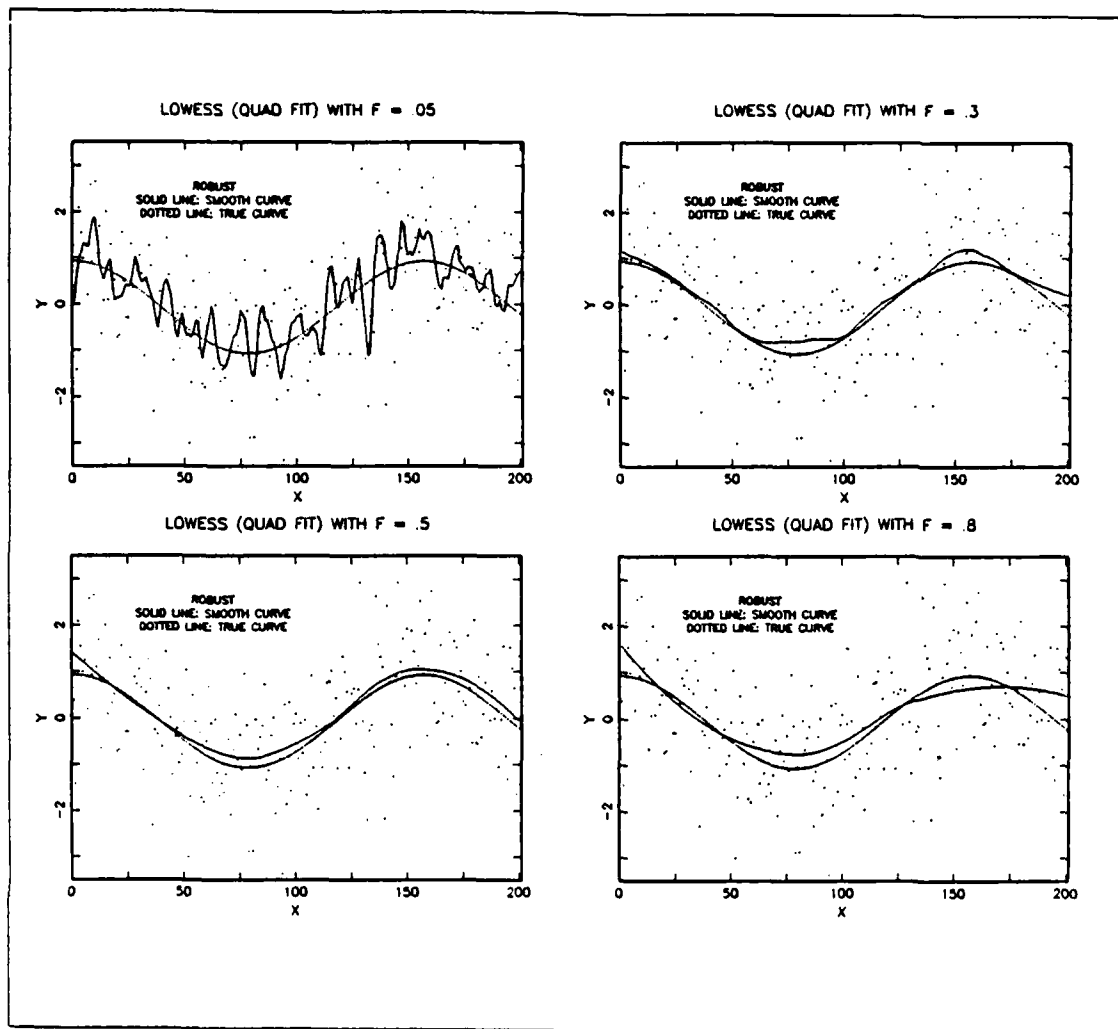 LOWESS (QUAD FIT) WITH F = .05
ROBUST
SOLID LINE: SMOOTH CURVE
DOTTED LINE: TRUE CURVE
Y
2
0
-2
0
50
100
150
200
X
LOWESS (QUAD FIT) WITH F = .3
ROBUST
SOLID LINE: SMOOTH CURVE
DOTTED LINE: TRUE CURVE
Y
2
0
-2
0
50
100
150
200
X
LOWESS (QUAD FIT) WITH F = .5
ROBUST
SOLID LINE: SMOOTH CURVE
DOTTED LINE: TRUE CURVE
Y
2
0
-2
0
50
100
150
200
X
LOWESS (QUAD FIT) WITH F = .8
ROBUST
SOLID LINE: SMOOTH CURVE
DOTTED LINE: TRUE CURVE
Y
2
0
-2
0
50
100
150
200
X